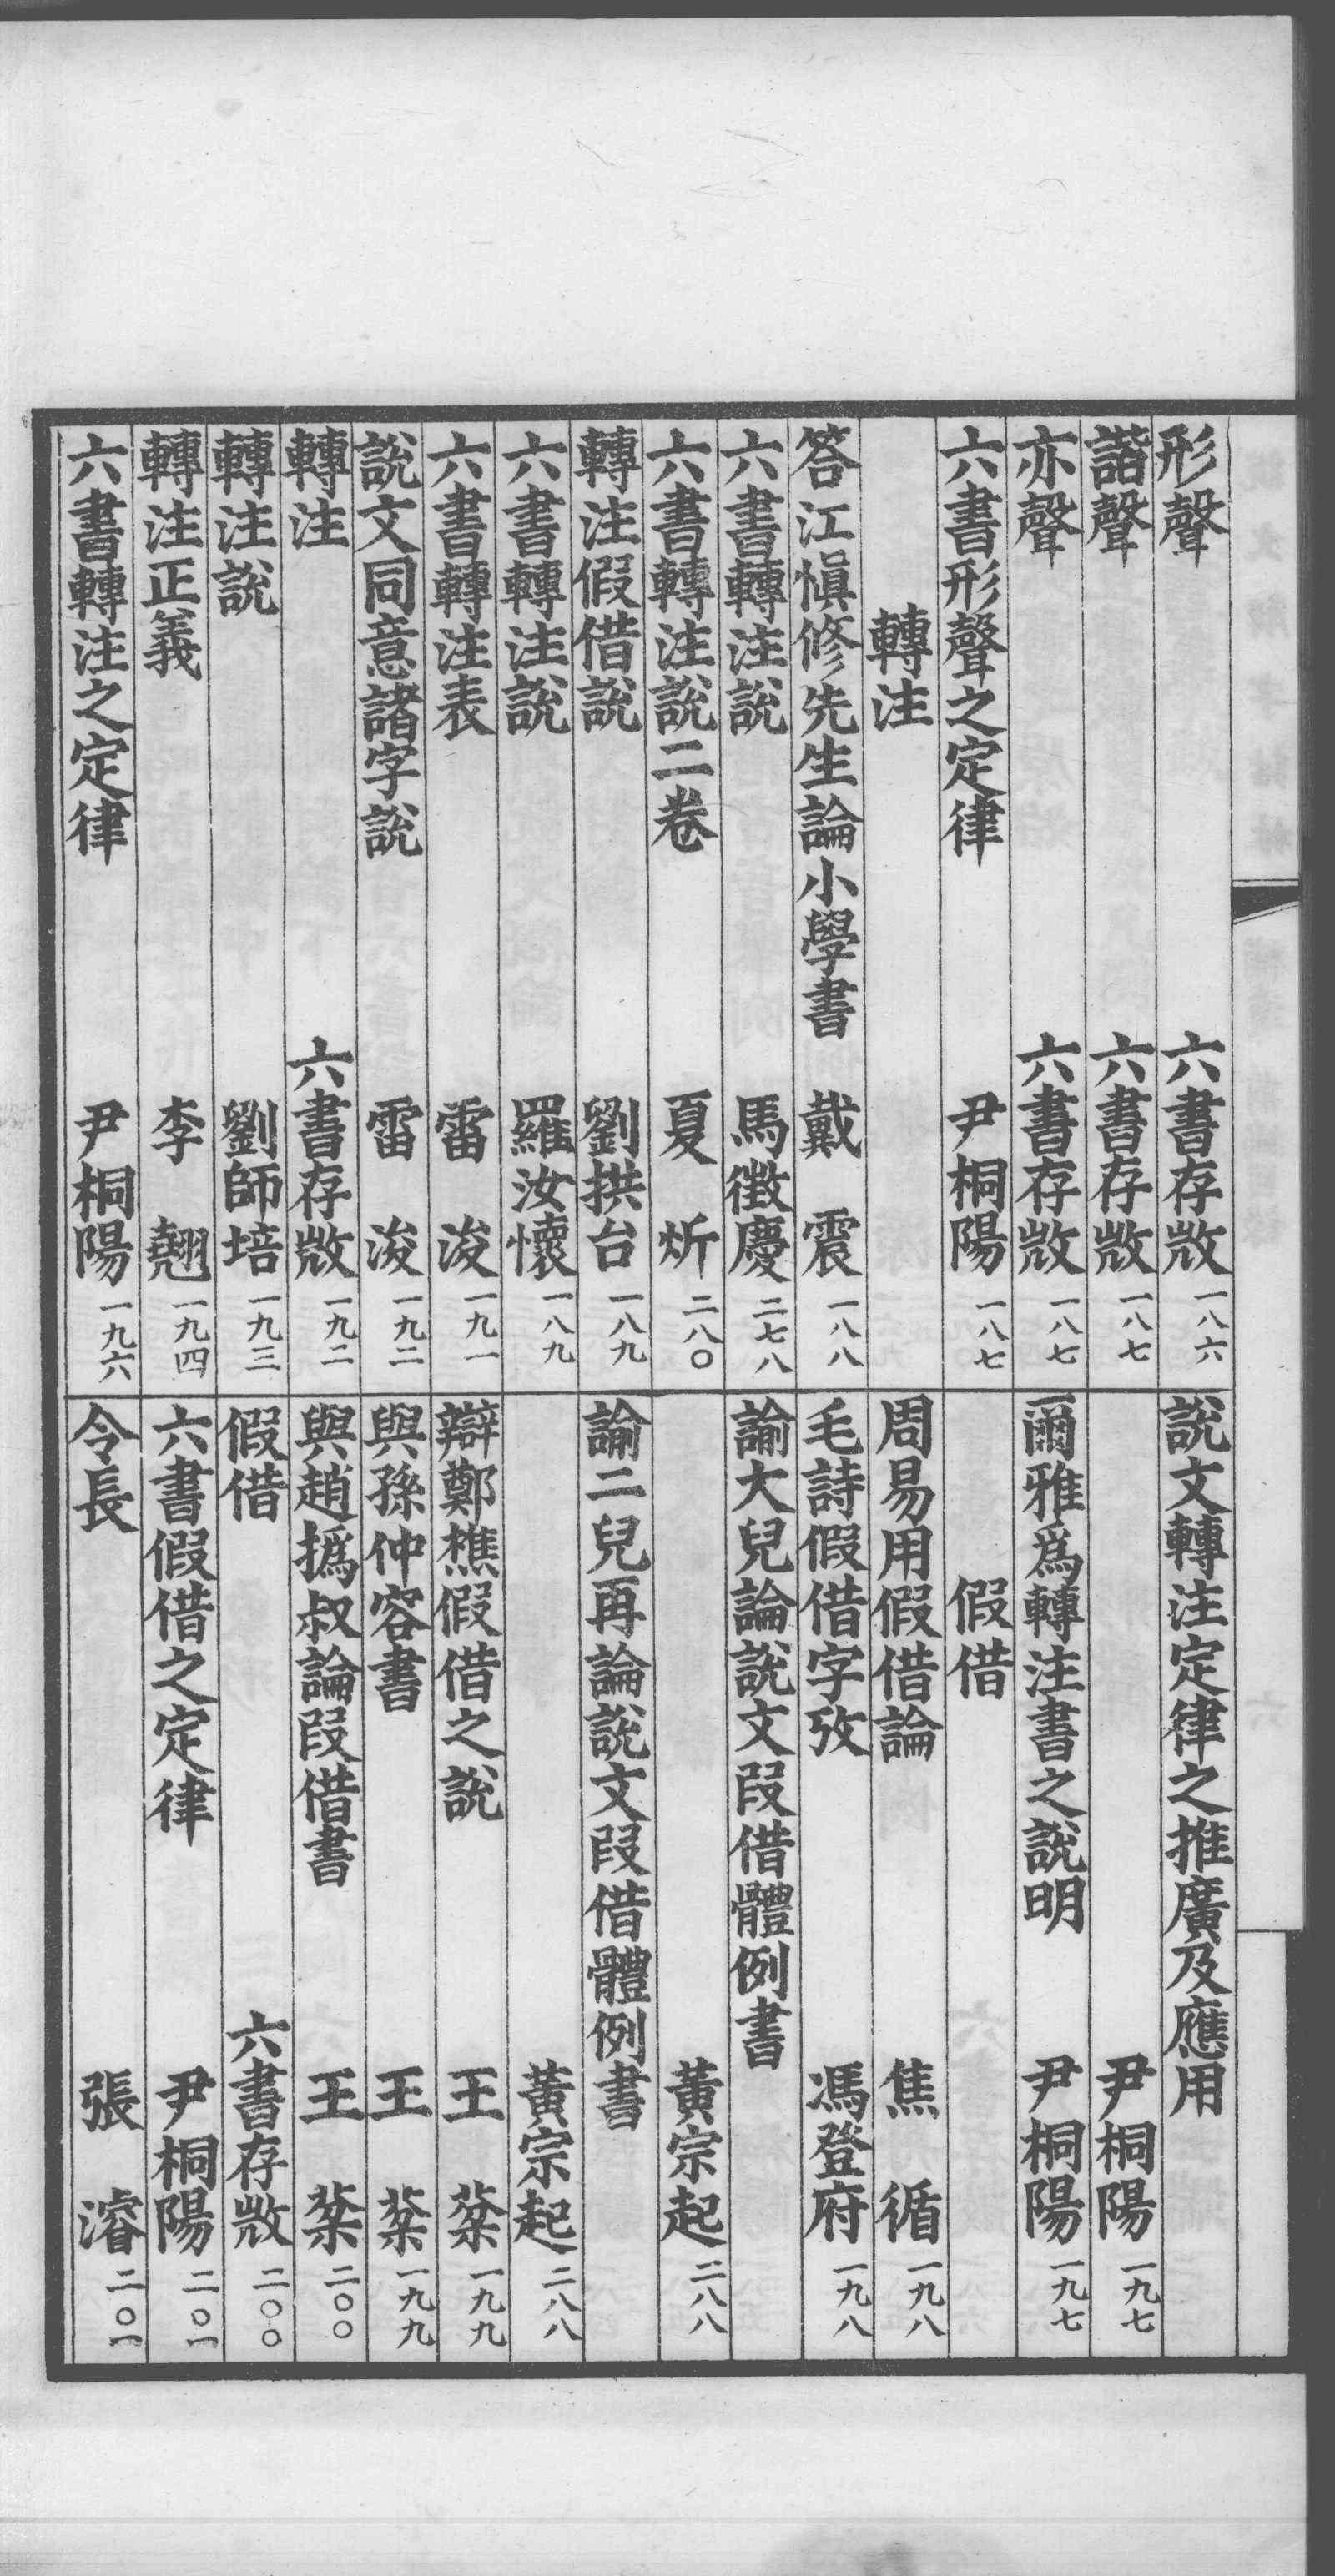 形聲 六書存㪔 一八六
諧聲 六書存㪔 一八七
亦聲 六書存㪔 一八七
六書形聲之定律 尹桐陽 一八七
轉注
答江慎修先生論小學書 戴震 一八八
六書轉注說 馬徵慶 二七八
六書轉注說二卷 夏炘 二八〇
轉注假借說 劉拱台 一八九
六書轉注說 羅汝懷 一八九
六書轉注表 雷浚 一九一
說文同意諸字說 雷浚 一九二
轉注 六書存㪔 一九二
轉注說 劉師培 一九三
轉注正義 李翹 一九四
六書轉注之定律 尹桐陽 一九六
說文轉注定律之推廣及應用
尹桐陽 一九七
爾雅爲轉注書之說明 尹桐陽 一九七
假借
周易用假借論 焦循 一九八
毛詩假借字攷 馮登府 一九八
諭大兒論說文叚借體例書
黃宗起 二八八
諭二兒再論說文叚借體例書
黃宗起 二八八
辯鄭樵假借之說 王棻 一九九
與孫仲容書 王棻 一九九
與趙撝叔論叚借書 王棻 二〇〇
假借 六書存㪔 二〇〇
六書假借之定律 尹桐陽 二〇一
令長 張濬 二〇一